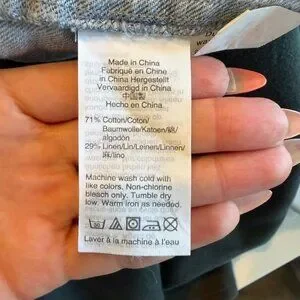 Made in China
Fabriqué en Chine
In China Hergestellt
Vervaardigd in China
中国制
Hecho en China
71% Cotton/Coton/
Baumwolle/Katoen/綿/
algodón
29% Linen/Lin/Leinen/Linnen/
麻/lino
Machine wash cold with
like colors. Non-chlorine
bleach only. Tumble dry
low. Warm iron as needed.
Laver à la machine à l'eau